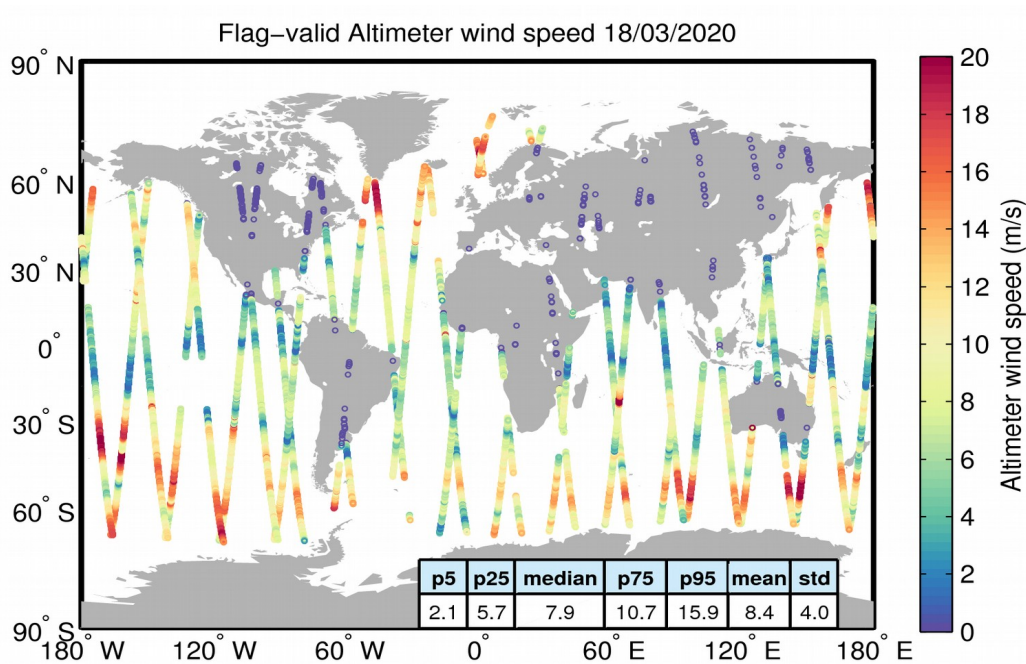 Flag−valid Altimeter wind speed 18/03/2020
90° N
60° N
30° N
0°
30° S
60° S
90° S
180° W
120° W
60° W
0°
60° E
120° E
180° E
p5 p25 median p75 p95 mean std
2.1 5.7 7.9 10.7 15.9 8.4 4.0
20
18
16
14
12
10
8
6
4
2
0
Altimeter wind speed (m/s)